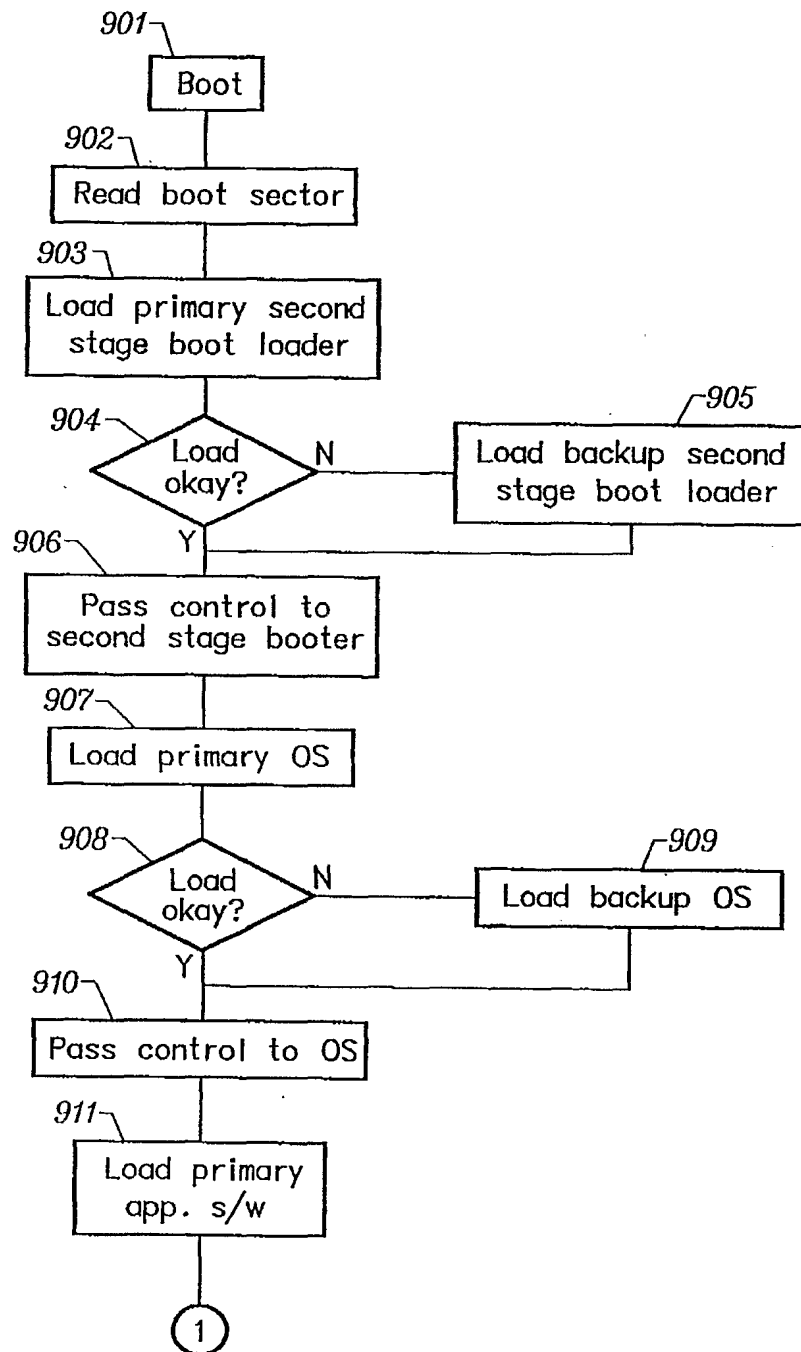 901
Boot
902
Read boot sector
903
Load primary second
stage boot loader
904
Load
okay?
N
Y
905
Load backup second
stage boot loader
906
Pass control to
second stage booter
907
Load primary OS
908
Load
okay?
N
Y
909
Load backup OS
910
Pass control to OS
911
Load primary
app. s/w
1